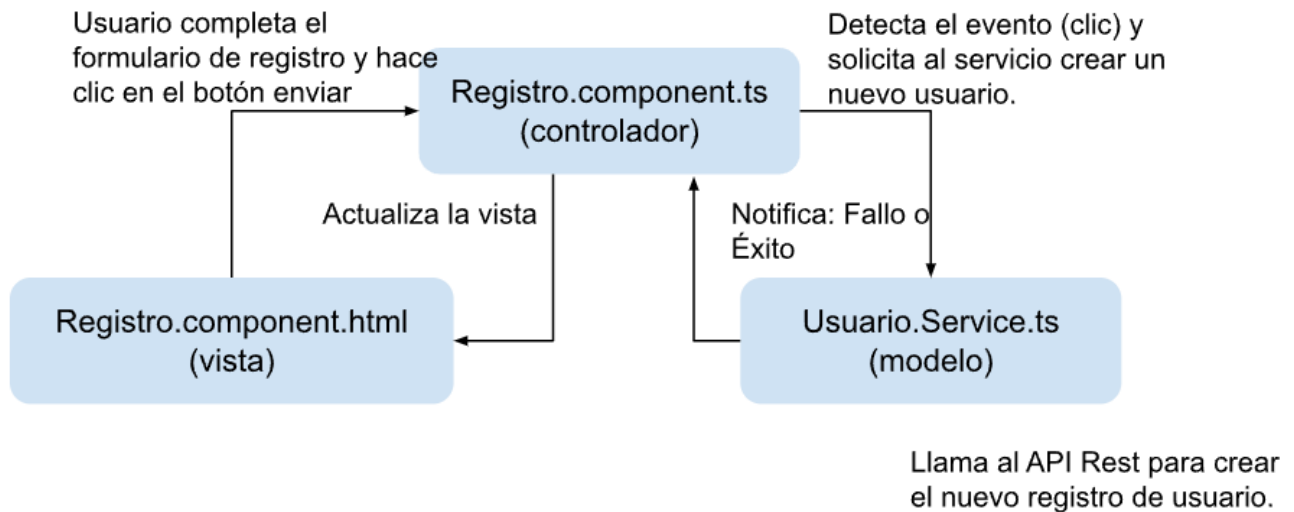 Usuario completa el
formulario de registro y hace
clic en el botón enviar
Registro.component.ts
(controlador)
Detecta el evento (clic) y
solicita al servicio crear un
nuevo usuario.
Actualiza la vista
Notifica: Fallo o
Éxito
Registro.component.html
(vista)
Usuario.Service.ts
(modelo)
Llama al API Rest para crear
el nuevo registro de usuario.